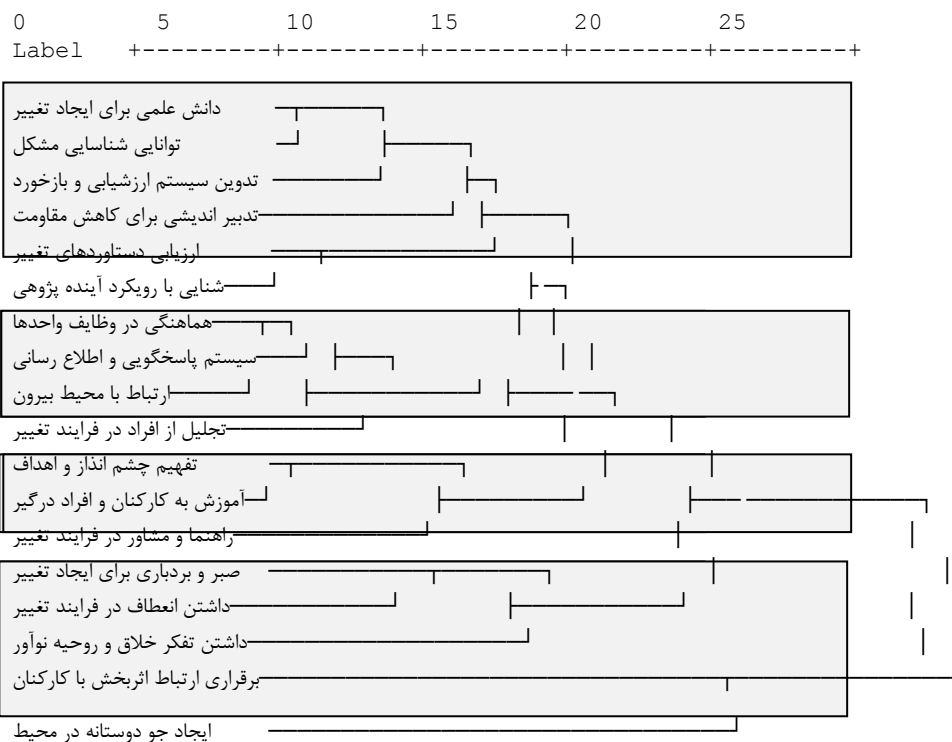 0 5 10 15 20 25
Label +---------+---------+---------+---------+---------+
دانش علمی برای ایجاد تغییر
توانایی شناسایی مشکل
تدوین سیستم ارزشیابی و بازخورد
تدبیر اندیشی برای کاهش مقاومت
ارزیابی دستاوردهای تغییر
شنایی با رویکرد آینده پژوهی
هماهنگی در وظایف واحدها
سیستم پاسخگویی و اطلاع رسانی
ارتباط با محیط بیرون
تجلیل از افراد در فرایند تغییر
تفهیم چشم انذاز و اهداف
آموزش به کارکنان و افراد درگیر
راهنما و مشاور در فرایند تغییر
صبر و بردباری برای ایجاد تغییر
داشتن انعطاف در فرایند تغییر
داشتن تفکر خلاق و روحیه نوآور
برقراری ارتباط اثربخش با کارکنان
ایجاد جو دوستانه در محیط